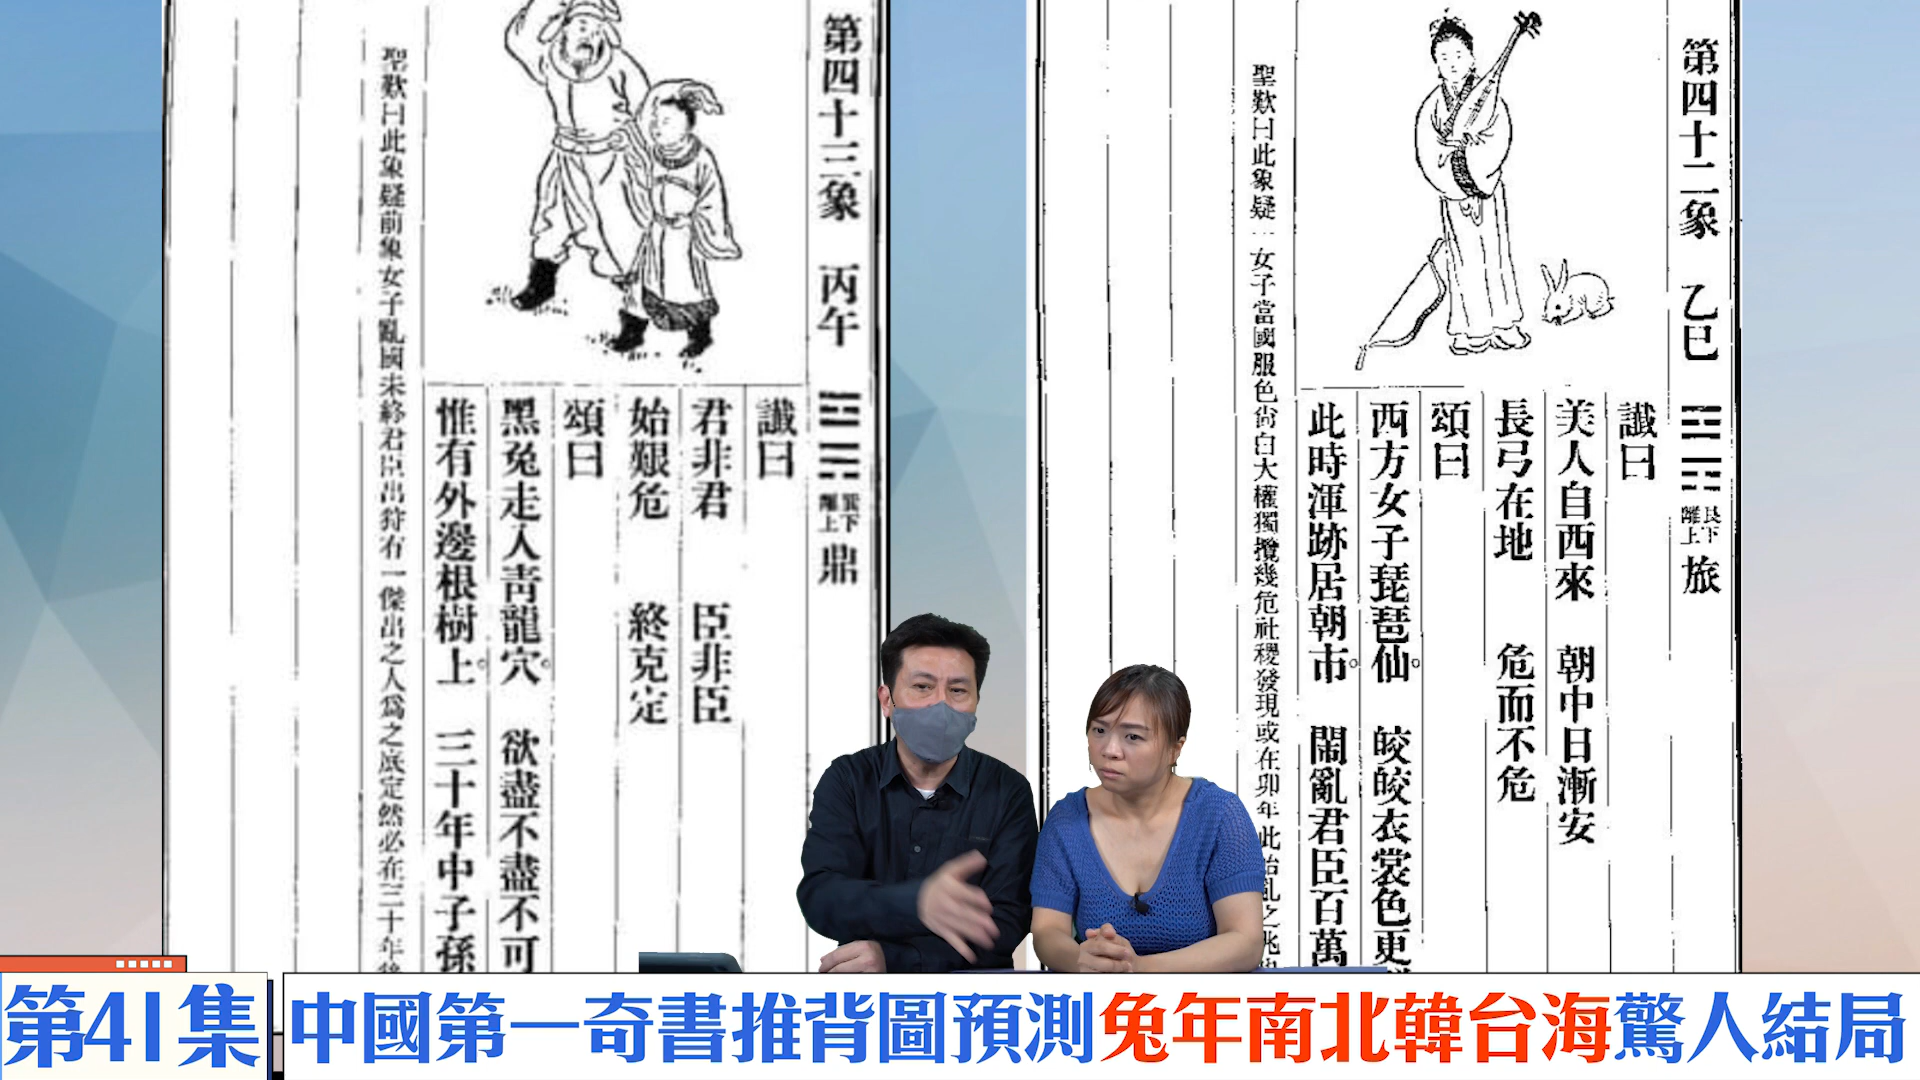 第四十二象 乙巳 艮下離上 旅
讖曰
美人自西來 朝中日漸安
長弓在地 危而不危
頌曰
西方女子琵琶仙。 皎皎衣裳色更
此時渾跡居朝市。 鬧亂君臣百萬
聖歎曰此象疑一女子當國服色尚白大權獨攬幾危社稷發現或在卯年此始亂之兆也
第四十三象 丙午 巽下離上 鼎
讖曰
君非君 臣非臣
始艱危 終克定
頌曰
黑兔走入青龍穴。 欲盡不盡不可
惟有外邊根樹上。 三十年中子孫
聖歎曰此象疑前象女子亂國未終君臣出狩有一傑出之人為之底定然必在三十年後
第41集
中國第一奇書推背圖預測兔年南北韓台海驚人結局